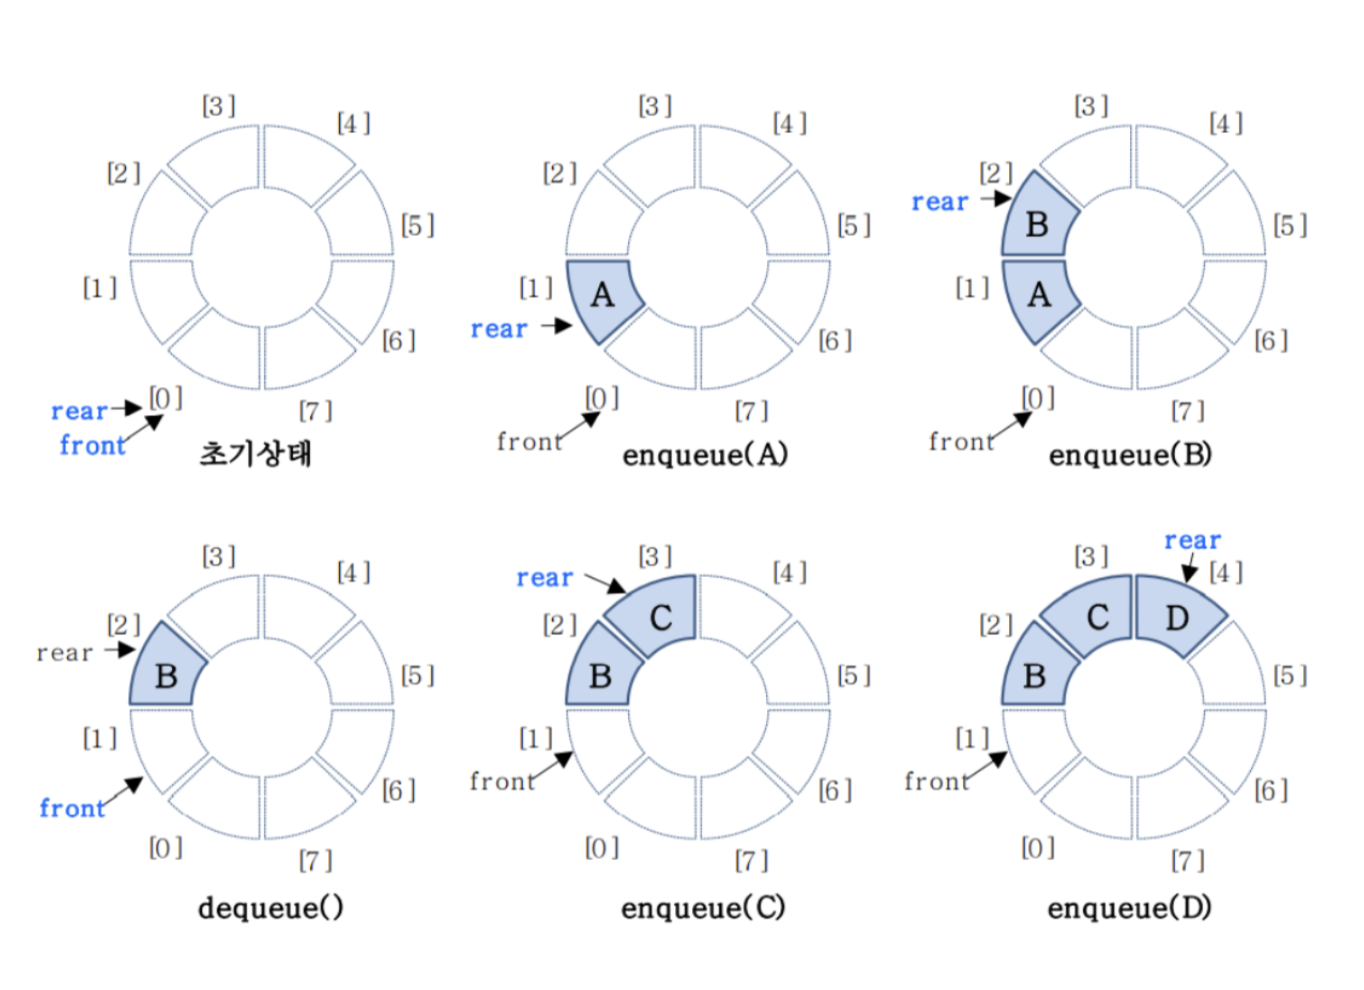 [3]
[4]
[2]
[5]
[1]
[6]
rear
[0]
[7]
front
초기상태
[3]
[4]
[2]
[5]
[1]
A
rear
[6]
[0]
[7]
front
enqueue(A)
[3]
[4]
[2]
rear
B
[5]
[1]
A
[6]
[0]
[7]
front
enqueue(B)
[3]
[4]
[2]
rear
B
[5]
[1]
[6]
front
[0]
[7]
dequeue()
[3]
rear
[4]
C
[2]
B
[5]
[1]
front
[6]
[0]
[7]
enqueue(C)
rear
[3]
[4]
C
D
[2]
B
[5]
[1]
front
[6]
[0]
[7]
enqueue(D)